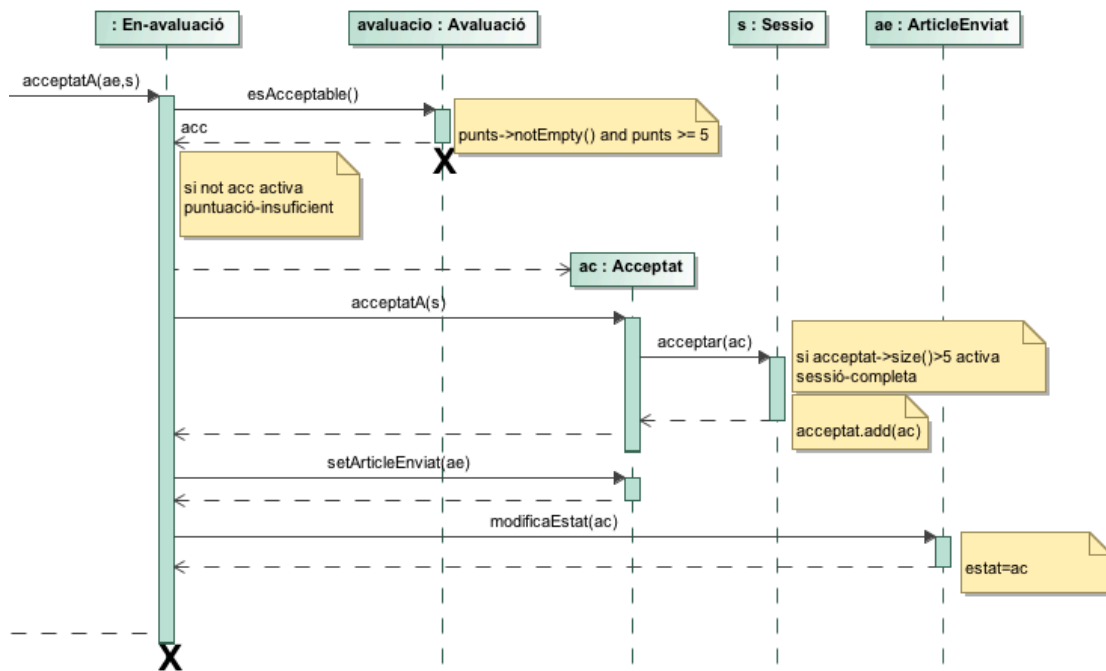 : En-avaluació
avaluacio : Avaluació
s : Sessio
ae : ArticleEnviat
acceptatA(ae,s)
esAcceptable()
punts->notEmpty() and punts >= 5
acc
si not acc activa
puntuació-insuficient
ac : Acceptat
acceptatA(s)
acceptar(ac)
si acceptat->size()>5 activa
sessió-completa
acceptat.add(ac)
setArticleEnviat(ae)
modificaEstat(ac)
estat=ac